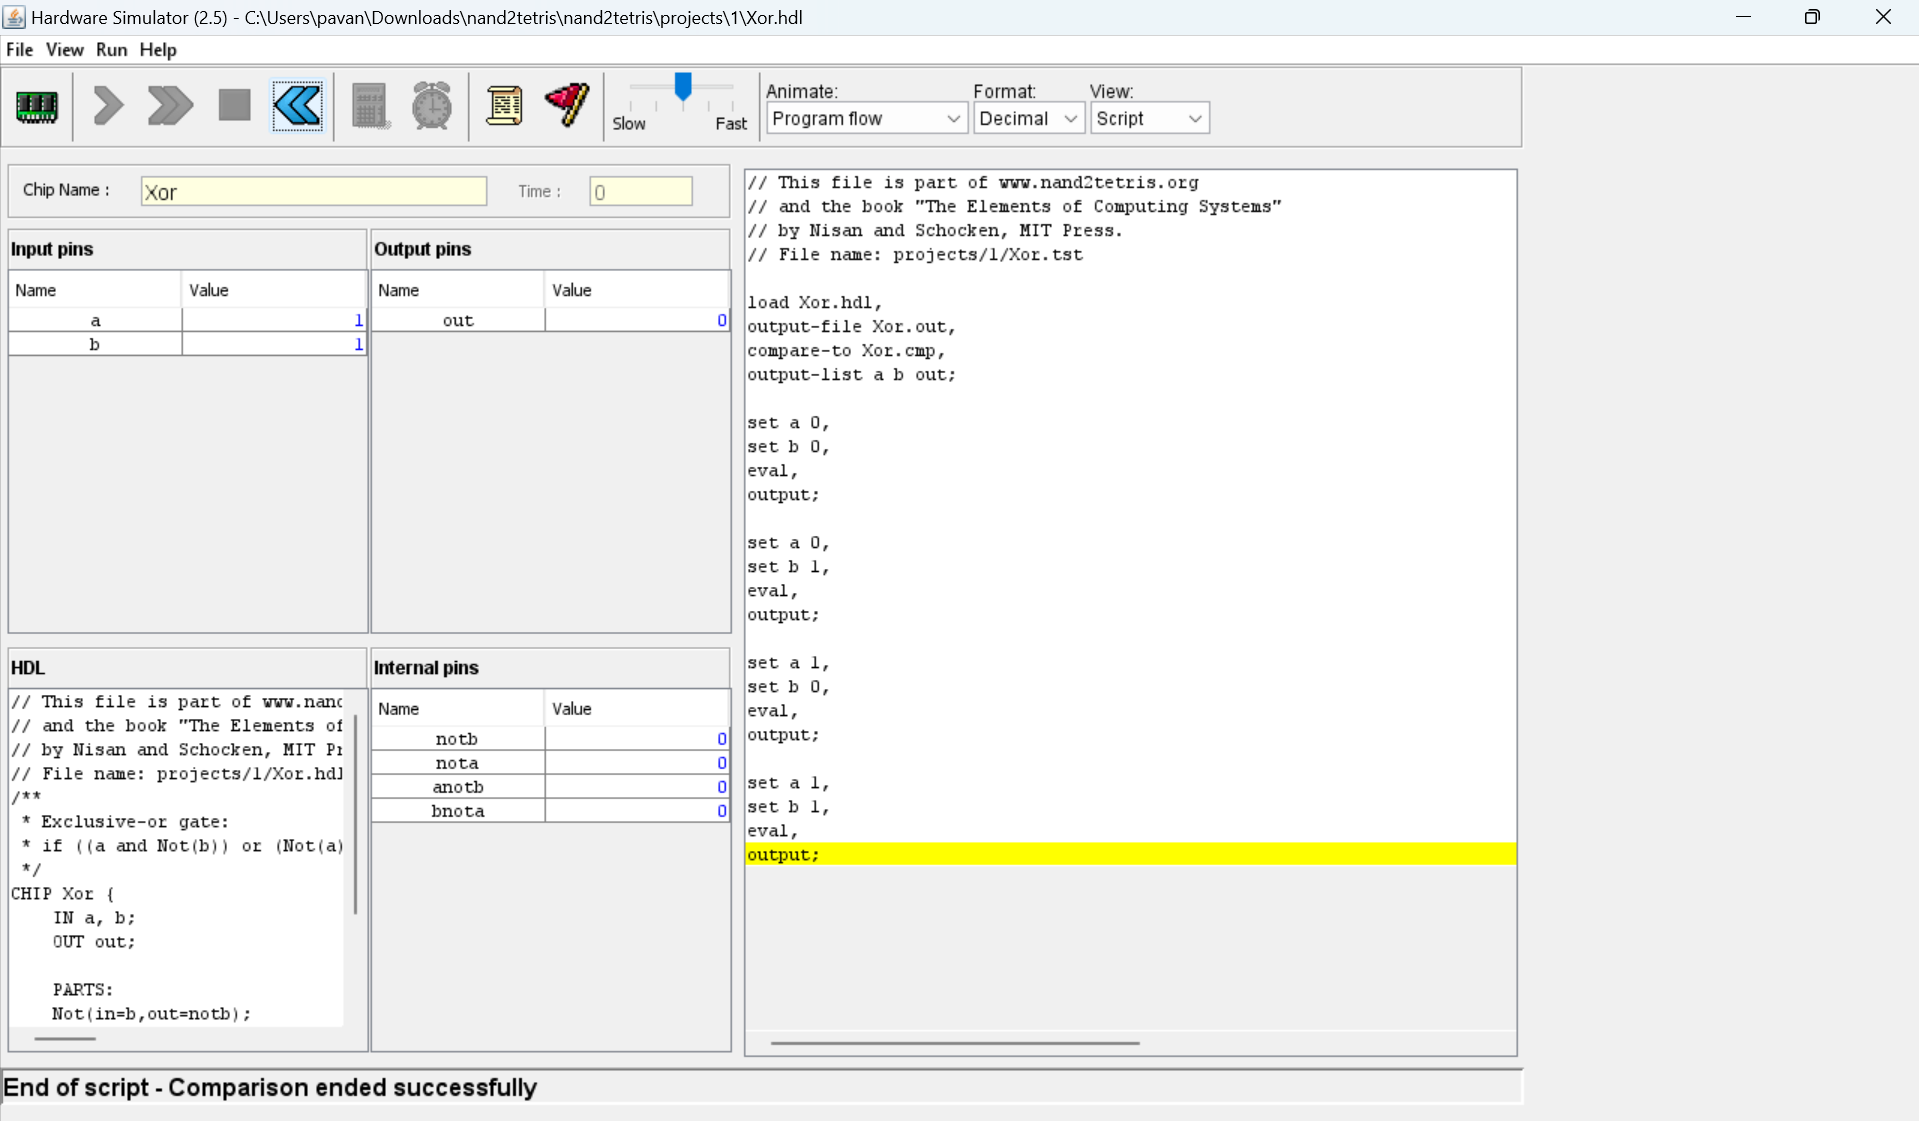 Hardware Simulator (2.5) - C:\Users\pavan\Downloads\nand2tetris\nand2tetris\projects\1\Xor.hdl
File View Run Help
Slow Fast
Animate: Format: View:
Program flow Decimal Script
Chip Name : Xor Time : 0
Input pins
Name Value
a 1
b 1
Output pins
Name Value
out 0
HDL
// This file is part of www.nand
// and the book "The Elements of
// by Nisan and Schocken, MIT Pr
// File name: projects/1/Xor.hdl
/**
* Exclusive-or gate:
* if ((a and Not(b)) or (Not(a)
*/
CHIP Xor {
IN a, b;
OUT out;
PARTS:
Not(in=b,out=notb);
Internal pins
Name Value
notb 0
nota 0
anotb 0
bnota 0
// This file is part of www.nand2tetris.org
// and the book "The Elements of Computing Systems"
// by Nisan and Schocken, MIT Press.
// File name: projects/1/Xor.tst
load Xor.hdl,
output-file Xor.out,
compare-to Xor.cmp,
output-list a b out;
set a 0,
set b 0,
eval,
output;
set a 0,
set b 1,
eval,
output;
set a 1,
set b 0,
eval,
output;
set a 1,
set b 1,
eval,
output;
End of script - Comparison ended successfully